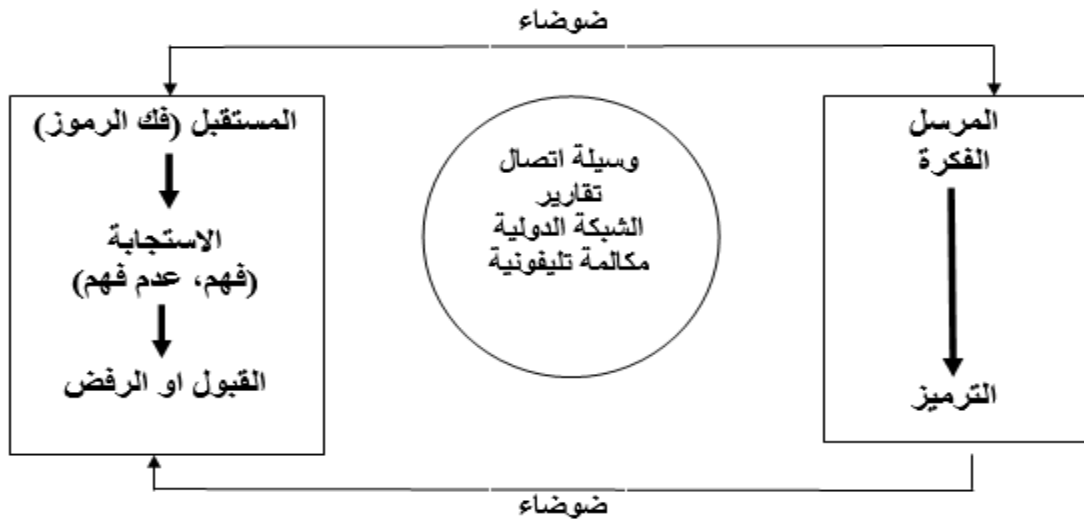 ضوضاء
المرسل
الفكرة
الترميز
وسيلة اتصال
تقارير
الشبكة الدولية
مكالمة تليفونية
المستقبل (فك الرموز)
الاستجابة
(فهم، عدم فهم)
القبول او الرفض
ضوضاء